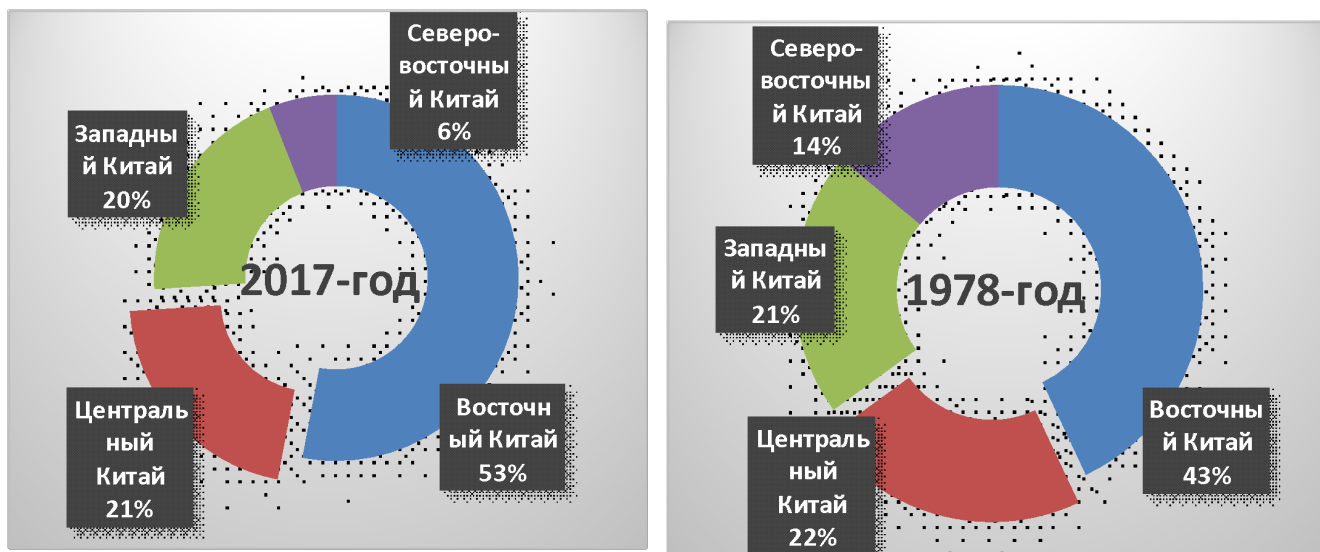 Северо-
восточны
й Китай
6%
Западны
й Китай
20%
2017-год
Централь
ный
Китай
21%
Восточн
ый Китай
53%
Северо-
восточны
й Китай
14%
Западны
й Китай
21%
1978-год
Централь
ный
Китай
22%
Восточны
й Китай
43%